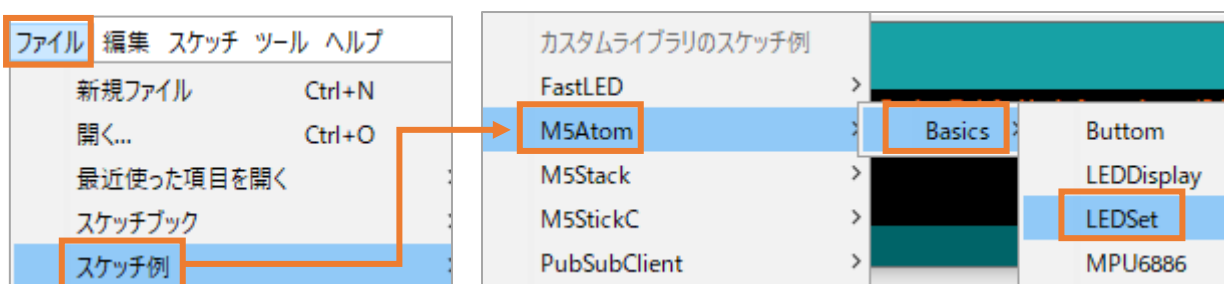 ファイル 編集 スケッチ ツール ヘルプ
新規ファイル Ctrl+N
開く... Ctrl+O
最近使った項目を開く
スケッチブック
スケッチ例
カスタムライブラリのスケッチ例
FastLED
M5Atom
M5Stack
M5StickC
PubSubClient
Basics
Buttom
LEDDisplay
LEDSet
MPU6886